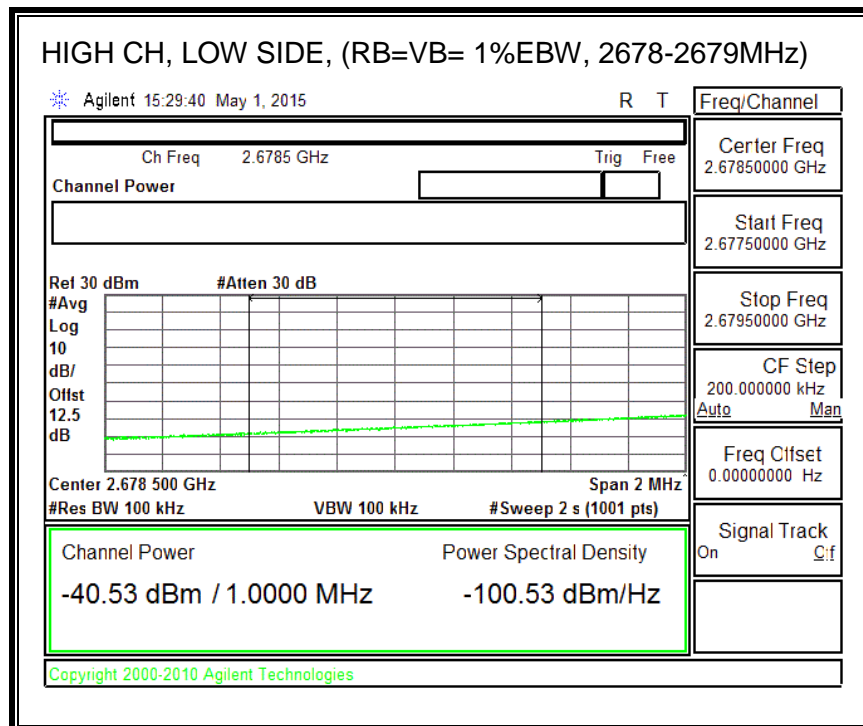 HIGH CH, LOW SIDE, (RB=VB= 1%EBW, 2678-2679MHz)
Agilent 15:29:40 May 1, 2015 R T
Freq/Channel
Ch Freq 2.6785 GHz Trig Free
Channel Power
Center Freq
2.67850000 GHz
Start Freq
2.67750000 GHz
Stop Freq
2.67950000 GHz
CF Step
200.000000 kHz
Auto Man
Freq Offset
0.00000000 Hz
Signal Track
On Off
Ref 30 dBm #Atten 30 dB
#Avg
Log
10
dB/
Offst
12.5
dB
Center 2.678 500 GHz Span 2 MHz^
#Res BW 100 kHz VBW 100 kHz #Sweep 2 s (1001 pts)
Channel Power Power Spectral Density
-40.53 dBm / 1.0000 MHz -100.53 dBm/Hz
Copyright 2000-2010 Agilent Technologies